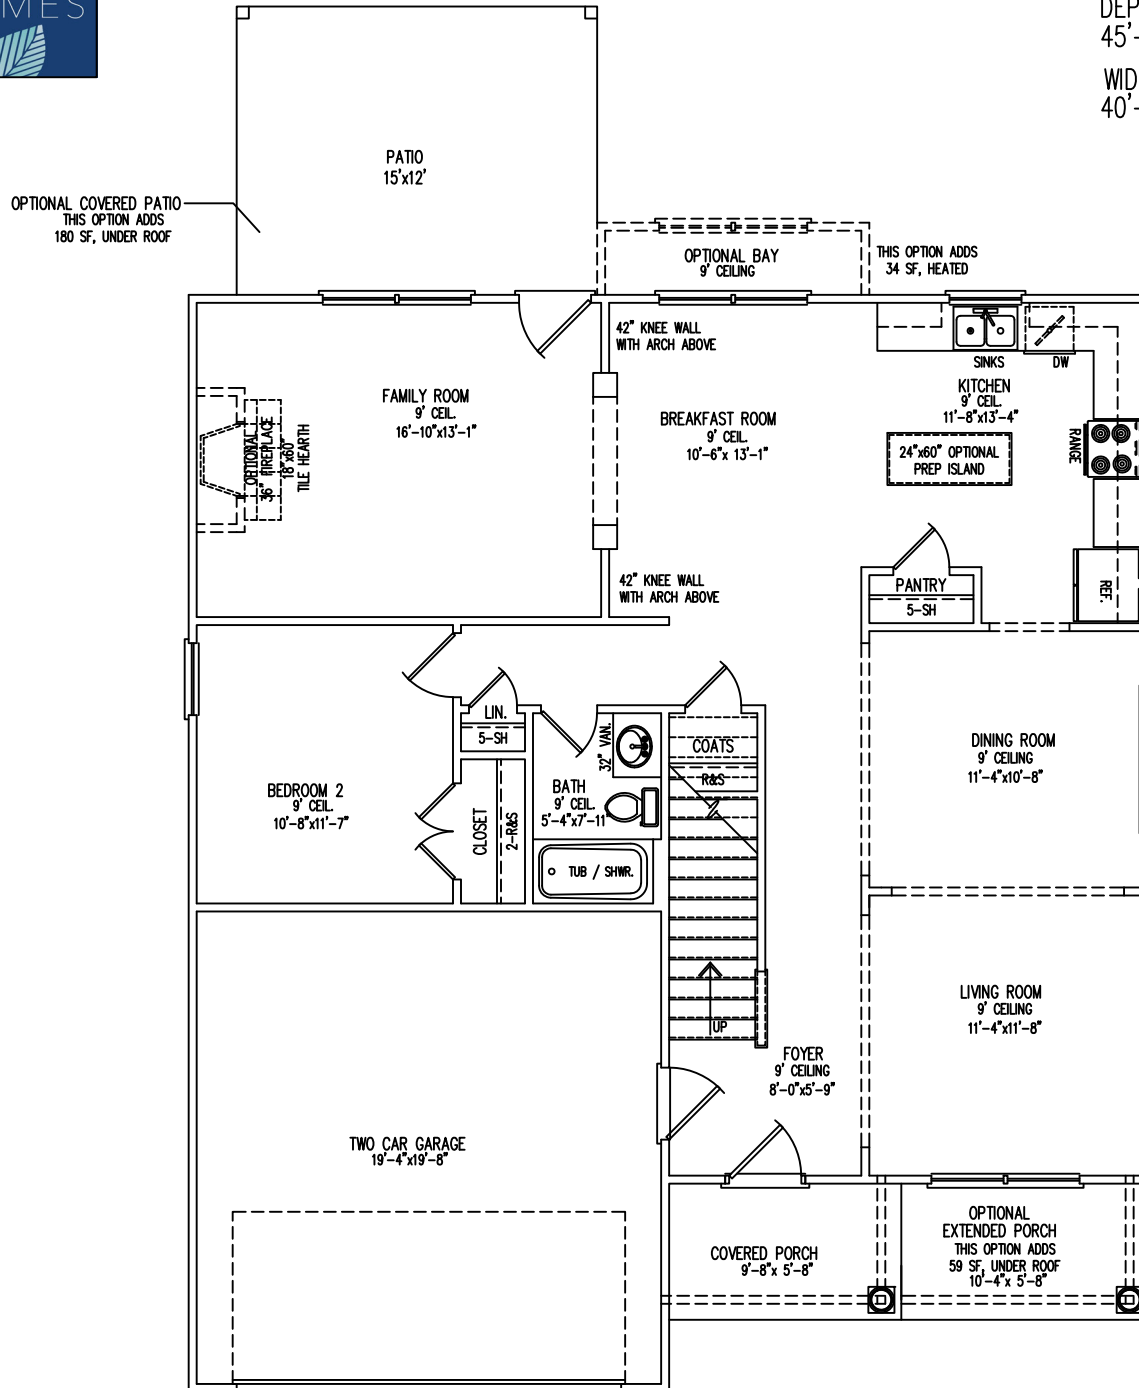 MES
DEP
45'-
WID
40'-
PATIO
15'x12'
OPTIONAL COVERED PATIO
THIS OPTION ADDS
180 SF, UNDER ROOF
OPTIONAL BAY
9' CEILING
THIS OPTION ADDS
34 SF, HEATED
42" KNEE WALL
WITH ARCH ABOVE
SINKS
DW
KITCHEN
9' CEIL.
11'-8"x13'-4"
FAMILY ROOM
9' CEIL.
16'-10"x13'-1"
BREAKFAST ROOM
9' CEIL.
10'-6"x 13'-1"
RANGE
24"x60" OPTIONAL
PREP ISLAND
OPTIONAL
36" FIREPLACE
18"x60"
TILE HEARTH
42" KNEE WALL
WITH ARCH ABOVE
PANTRY
5-SH
REF.
LIN.
5-SH
32" VAN.
COATS
R&S
DINING ROOM
9' CEILING
11'-4"x10'-8"
BEDROOM 2
9' CEIL.
10'-8"x11'-7"
CLOSET
2-R&S
BATH
9' CEIL.
5'-4"x7'-11"
TUB / SHWR.
LIVING ROOM
9' CEILING
11'-4"x11'-8"
UP
FOYER
9' CEILING
8'-0"x5'-9"
TWO CAR GARAGE
19'-4"x19'-8"
COVERED PORCH
9'-8"x 5'-8"
OPTIONAL
EXTENDED PORCH
THIS OPTION ADDS
59 SF, UNDER ROOF
10'-4"x 5'-8"